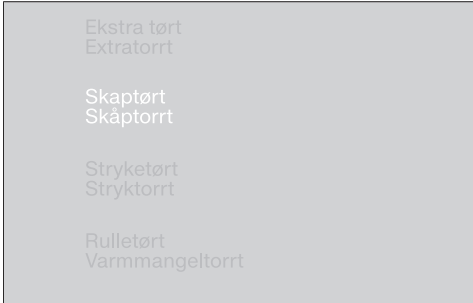 Ekstra tørt
Extratorrt
Skaptørt
Skåptorrt
Stryketørt
Stryktorrt
Rulletørt
Varmmangeltorrt